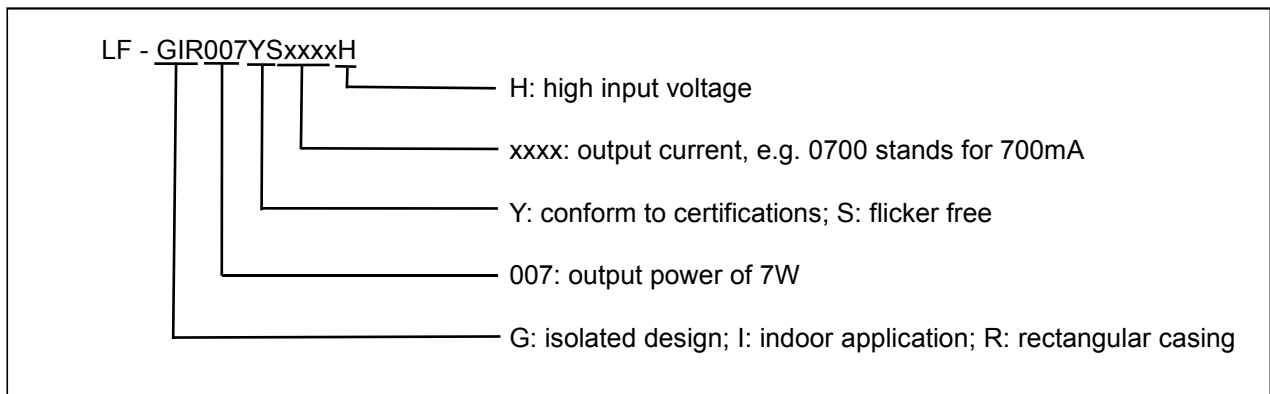 LF - GIR007YSxxxxH
H: high input voltage
xxxx: output current, e.g. 0700 stands for 700mA
Y: conform to certifications; S: flicker free
007: output power of 7W
G: isolated design; I: indoor application; R: rectangular casing